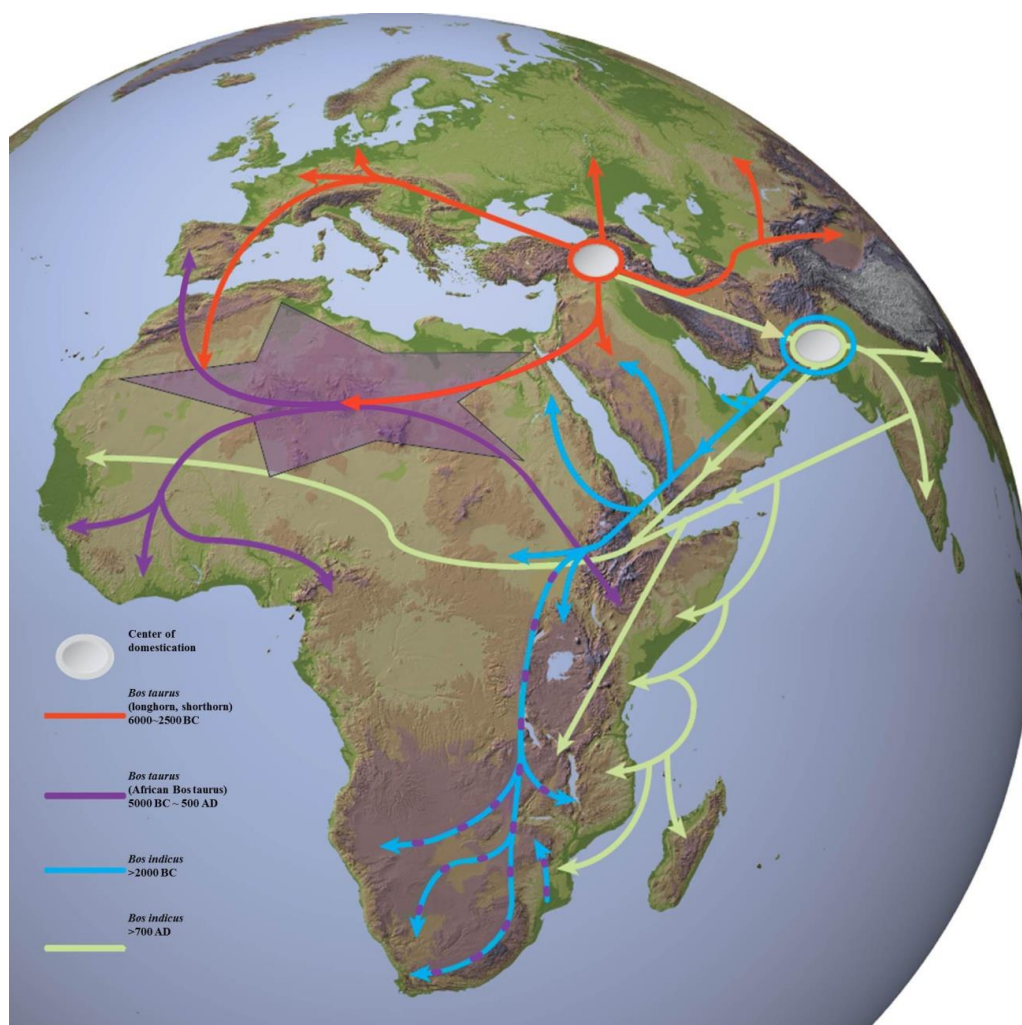 Center of
domestication
Bos taurus
(longhorn, shorthorn)
6000~2500 BC
Bos taurus
(African Bos taurus)
5000 BC ~ 500 AD
Bos indicus
>2000 BC
Bos indicus
>700 AD